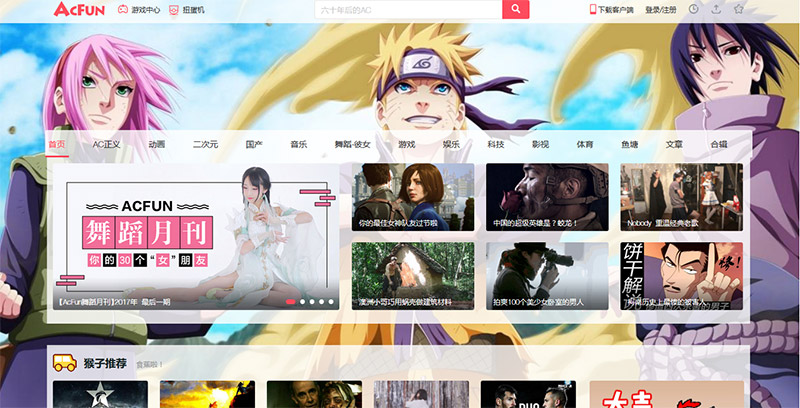 AcFun
游戏中心
扭蛋机
六十年后的AC
下载客户端
登录/注册
首页
AC正义
动画
二次元
国产
音乐
舞蹈·彼女
游戏
娱乐
科技
影视
体育
鱼塘
文章
合辑
ACFUN
舞蹈月刊
你的30个“女”朋友
【AcFun舞蹈月刊】2017年 最后一期
你的最佳女神队友过节啦
中国的超级英雄是？蛟龙！
Nobody 重温经典老歌
澳洲小哥巧用蜗壳做建筑材料
拍爽100个美少女卧室的男人
饼干解
惨!
猴子推荐
DUO